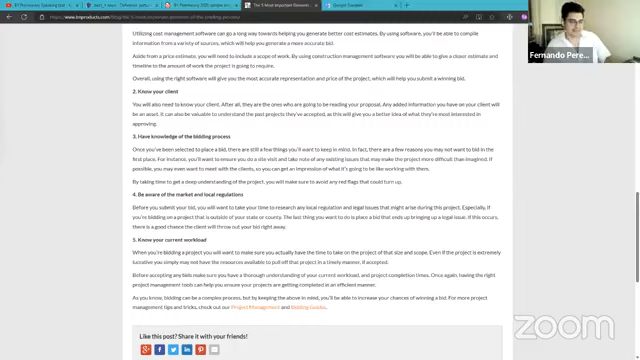 B1 Preliminary Speaking test
The 5 Most Important Elements
https://www.tmproducts.com/blog/the-5-most-important-elements-of-the-bidding-process/
Utilizing cost management software can go a long way towards helping you generate better cost estimates. By using software, you'll be able to compile
information from a variety of sources, which will help you generate a more accurate bid.
Aside from a price estimate, you will need to include a scope of work. By using construction management software you will be able to give a closer estimate and
timeline to the amount of work the project is going to require.
Overall, using the right software will give you the most accurate representation and price of the project, which will help you submit a winning bid.
2. Know your client
You will also need to know your client. After all, they are the ones who are going to be reading your proposal. Any added information you have on your client will
be an asset. It can also be valuable to understand the past projects they've accepted, as this will give you a better idea of what they're most interested in
approving.
3. Have knowledge of the bidding process
Once you've been selected to place a bid, there are still a few things you'll want to keep in mind. In fact, there are a few reasons you may not want to bid in the
first place. For instance, you'll want to ensure you do a site visit and take note of any existing issues that may make the project more difficult than imagined. If
possible, you may even want to meet with the clients, so you can get an impression of what it's going to be like working with them.
By taking time to get a deep understanding of the project, you will make sure to avoid any red flags that could turn up.
4. Be aware of the market and local regulations
Before you submit your bid, you will want to take your time to research any local regulation and legal issues that might arise during this project. Especially, if
you're bidding on a project that is outside of your state or county. The last thing you want to do is place a bid that ends up bringing up a legal issue. If this occurs,
there is a good chance the client will throw out your bid right away.
5. Know your current workload
When you're bidding a project you will want to make sure you actually have the time to take on the project of that size and scope. Even if the project is extremely
lucrative you simply may not have the resources available to pull off that project in a timely manner, if accepted.
Before accepting any bids make sure you have a thorough understanding of your current workload, and project completion times. Once again, having the right
project management tools can help you ensure your projects are getting completed in an efficient manner.
As you know, bidding can be a complex process, but by keeping the above in mind, you'll be able to increase your chances of winning a bid. For more project
management tips and tricks, check out our Project Management and Bidding Guides.
Like this post? Share it with your friends!
Fernando Pere
zoom